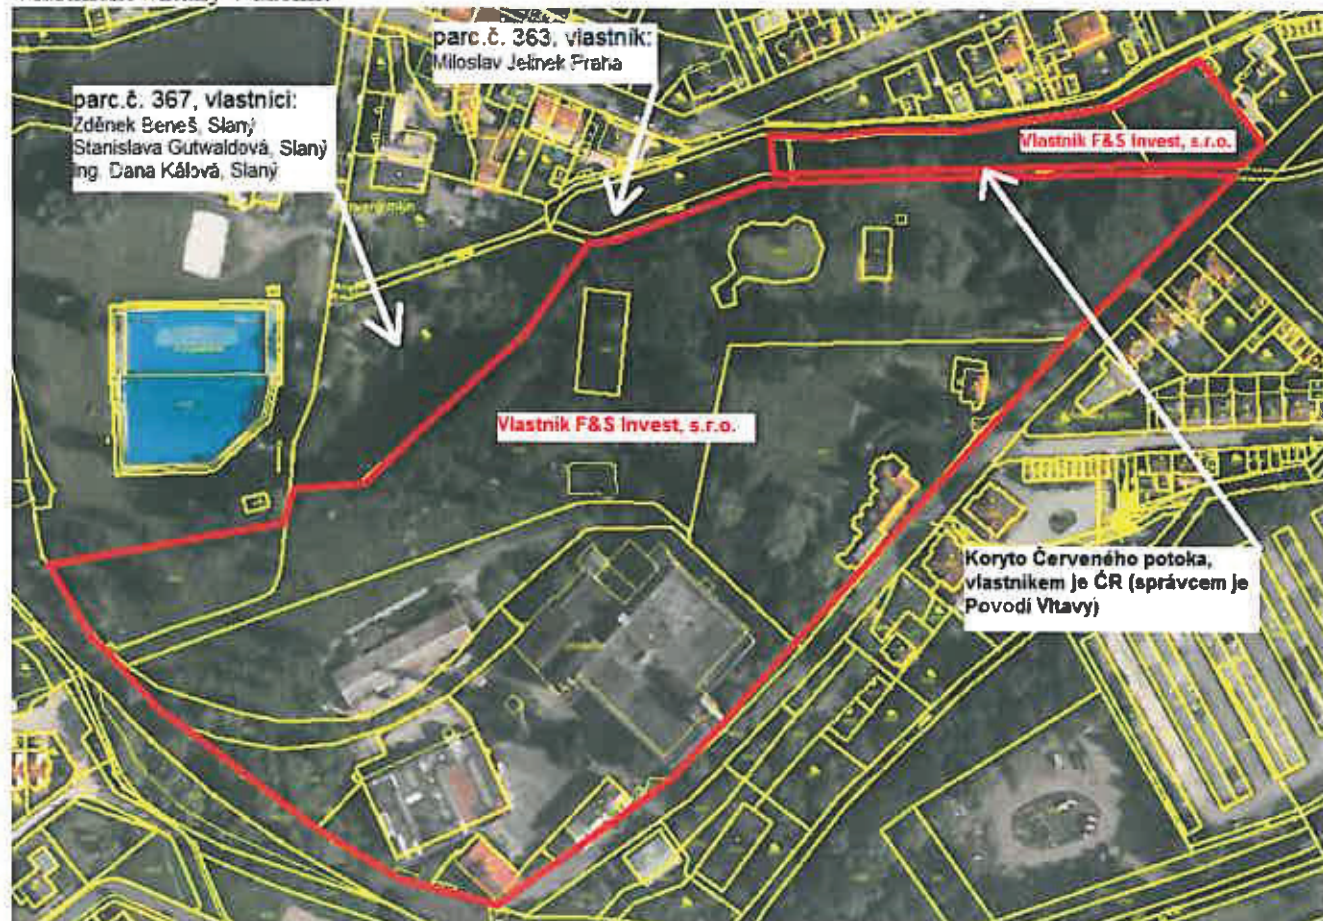 parc.č. 363, vlastník:
Miloslav Jelínek Praha
parc.č. 367, vlastníci:
Zděnek Beneš, Slaný
Stanislava Gutwaldová, Slaný
Ing. Dana Kálová, Slaný
Vlastník F&S Invest, s.r.o.
Vlastník F&S Invest, s.r.o.
Koryto Červeného potoka,
vlastníkem je ČR (správcem je
Povodí Vltavy)